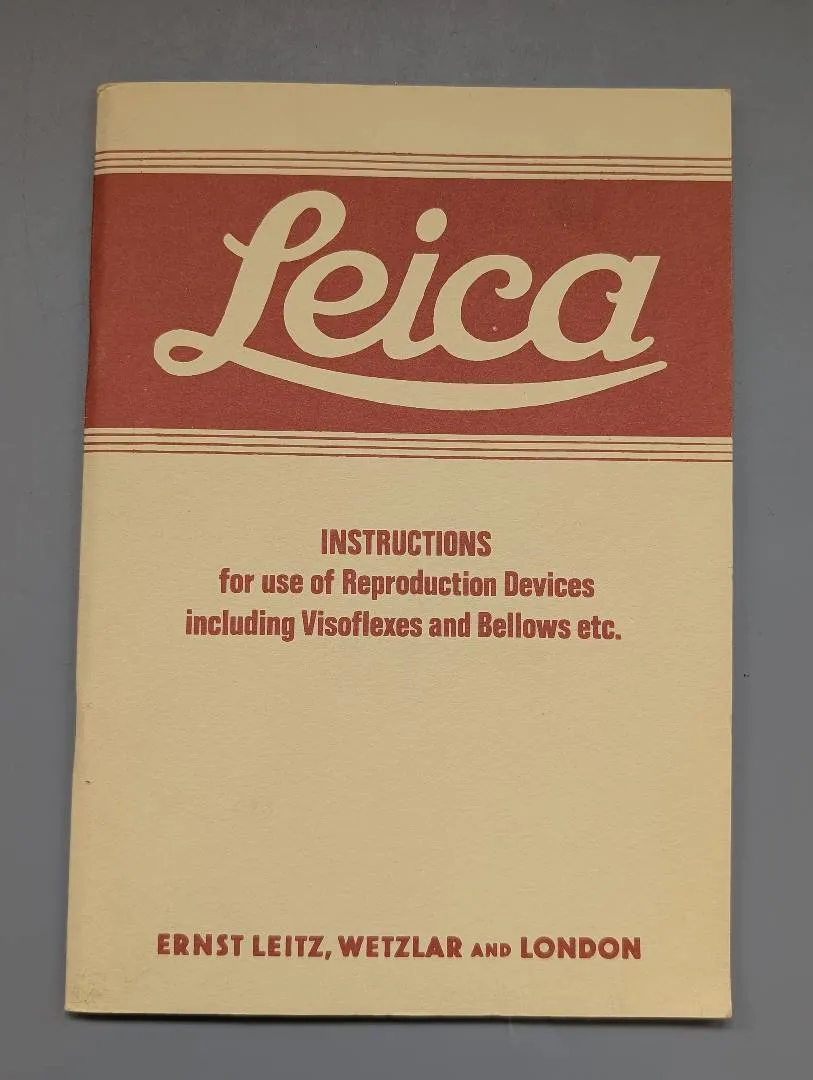 Leica
INSTRUCTIONS
for use of Reproduction Devices
including Visoflexes and Bellows etc.
ERNST LEITZ, WETZLAR AND LONDON